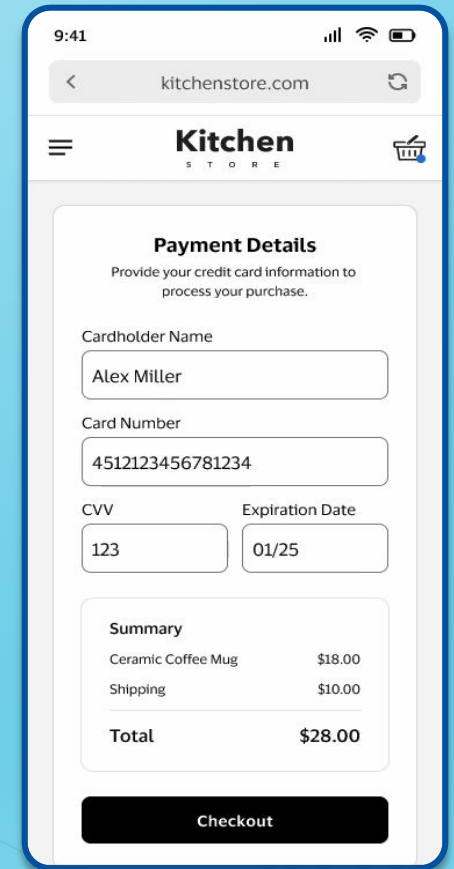 9:41
kitchenstore.com
Kitchen
STORE
Payment Details
Provide your credit card information to
process your purchase.
Cardholder Name
Alex Miller
Card Number
4512123456781234
CVV Expiration Date
123 01/25
Summary
Ceramic Coffee Mug $18.00
Shipping $10.00
Total $28.00
Checkout